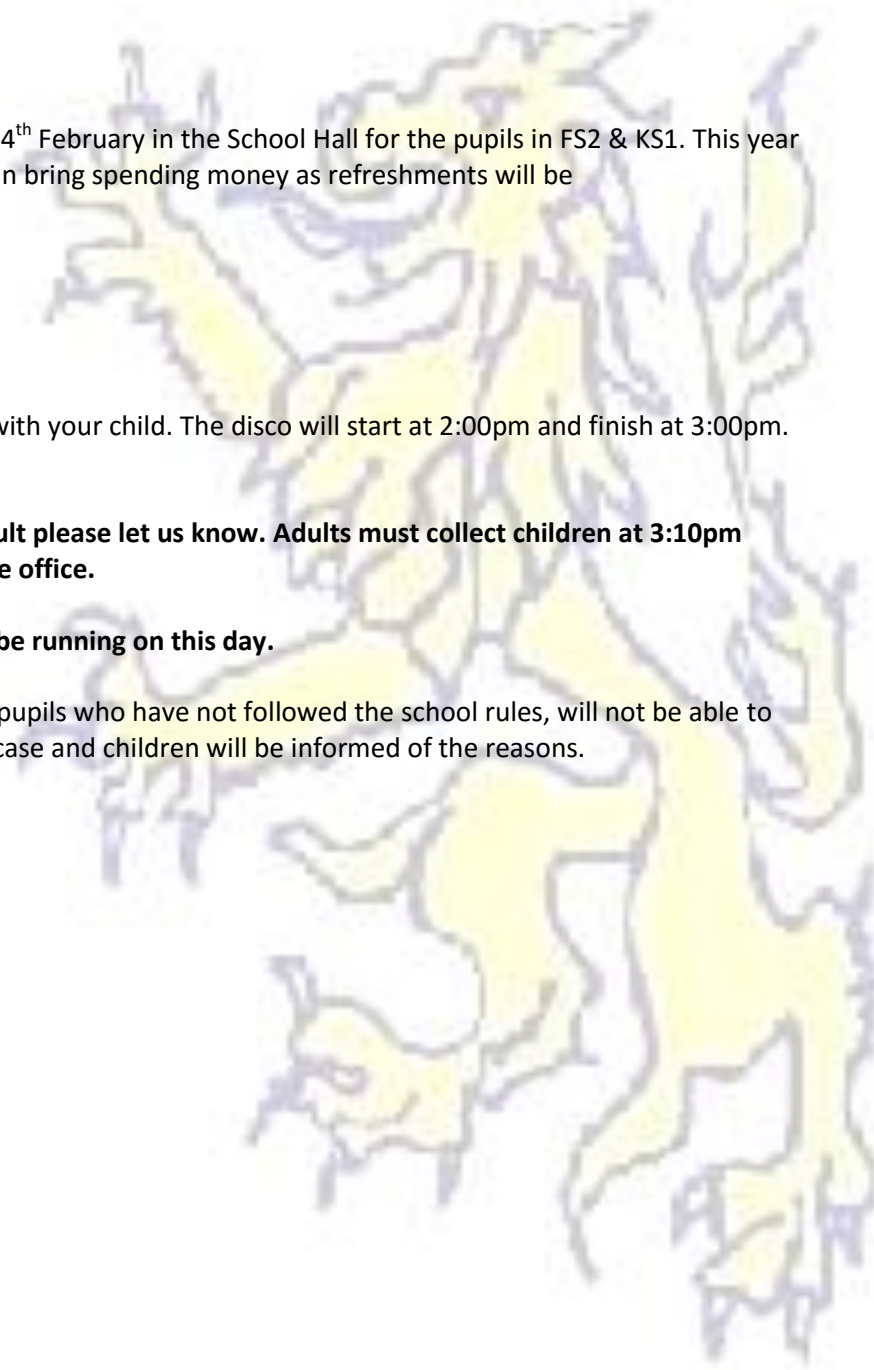 4th February in the School Hall for the pupils in FS2 & KS1. This year
n bring spending money as refreshments will be
with your child. The disco will start at 2:00pm and finish at 3:00pm.
ult please let us know. Adults must collect children at 3:10pm
e office.
be running on this day.
pupils who have not followed the school rules, will not be able to
case and children will be informed of the reasons.